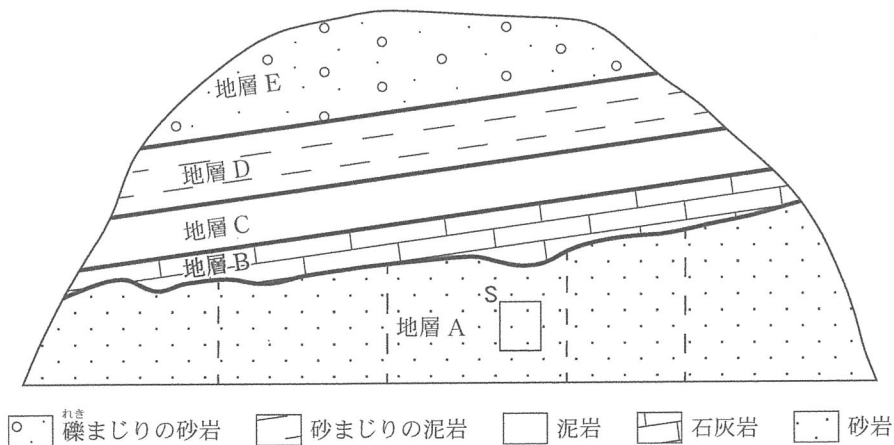 地層 E
地層 D
地層 C
地層 B
S
地層 A
れき
礫まじりの砂岩
砂まじりの泥岩
泥岩
石灰岩
砂岩